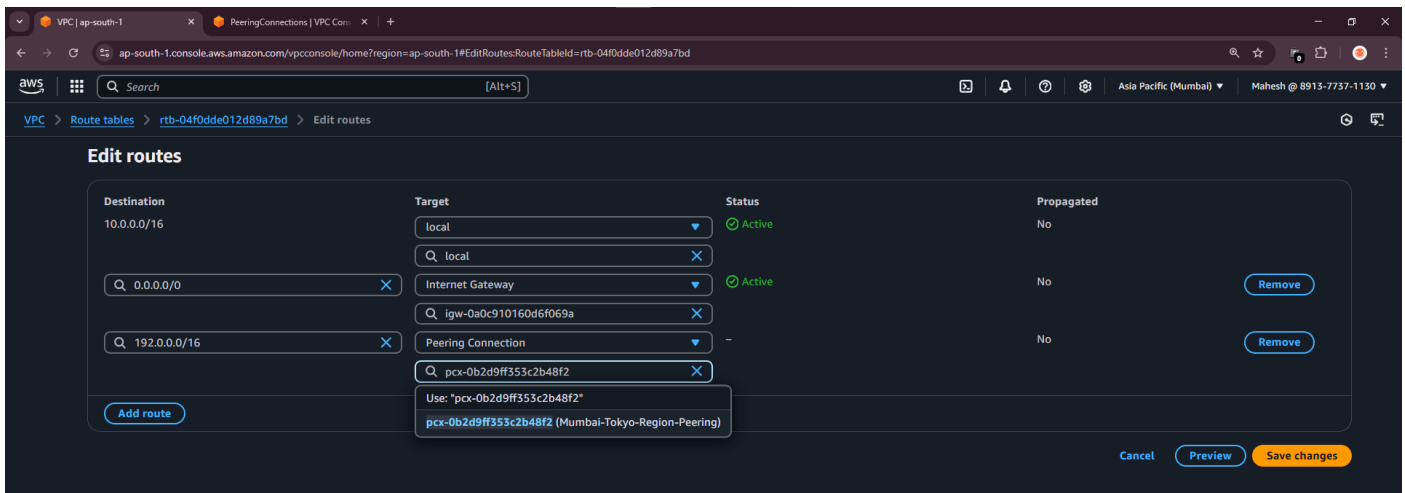 VPC | ap-south-1
PeeringConnections | VPC Con
ap-south-1.console.aws.amazon.com/vpcconsole/home?region=ap-south-1#EditRoutes:RouteTableId=rtb-04f0dde012d89a7bd
0
aws
Search
[Alt+S]
Asia Pacific (Mumbai)
Mahesh @ 8913-7737-1130
VPC > Route tables > rtb-04f0dde012d89a7bd > Edit routes
Edit routes
Destination Target Status Propagated
10.0.0.0/16 local Active No
local
0.0.0.0/0 Internet Gateway Active No Remove
igw-0a0c910160d6f069a
192.0.0.0/16 Peering Connection – No Remove
pcx-0b2d9ff353c2b48f2
Use: "pcx-0b2d9ff353c2b48f2"
Add route
pcx-0b2d9ff353c2b48f2 (Mumbai-Tokyo-Region-Peering)
Cancel Preview Save changes